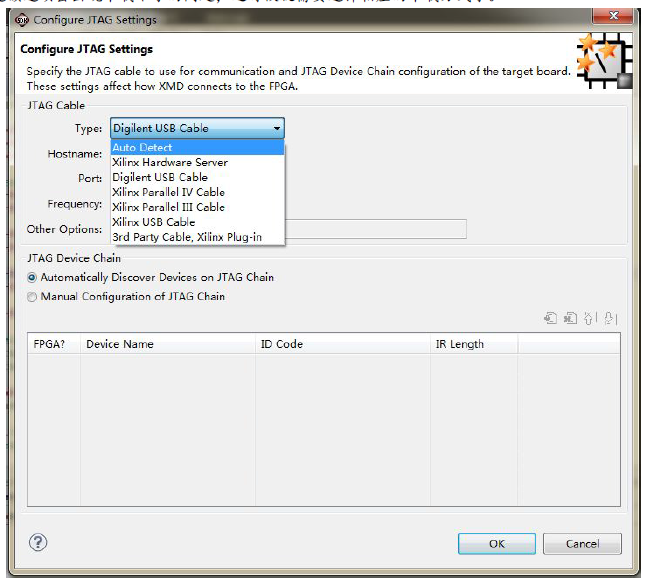 Configure JTAG Settings
Configure JTAG Settings
Specify the JTAG cable to use for communication and JTAG Device Chain configuration of the target board.
These settings affect how XMD connects to the FPGA.
JTAG Cable
Type: Digilent USB Cable
Auto Detect
Hostname:
Xilinx Hardware Server
Port:
Digilent USB Cable
Xilinx Parallel IV Cable
Frequency:
Xilinx Parallel III Cable
Xilinx USB Cable
Other Options:
3rd Party Cable, Xilinx Plug-in
JTAG Device Chain
Automatically Discover Devices on JTAG Chain
Manual Configuration of JTAG Chain
FPGA? Device Name ID Code IR Length
OK Cancel